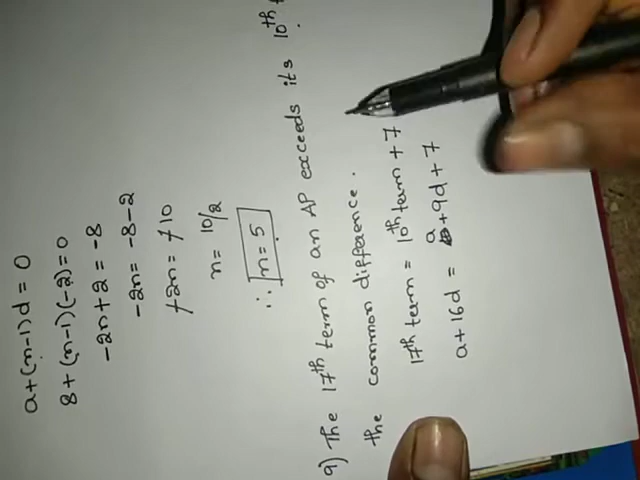 a+(n-1)d = 0
8+(n-1)(-2)=0
-2n+2 = -8
-2n= -8-2
-2n= -10
n= 10/2
∴ n=5
9) The 17th term of an AP exceeds its 10th
the common difference.
17th term = 10th term + 7
a+16d = a+9d+7